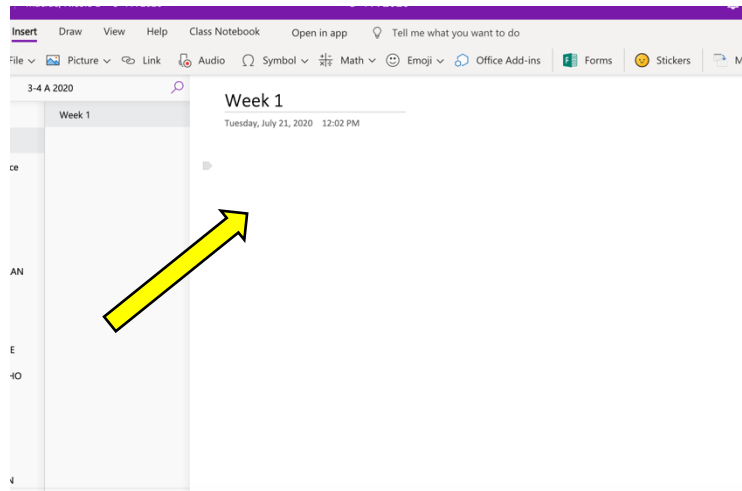 Insert Draw View Help Class Notebook Open in app Tell me what you want to do
File Picture Link Audio Symbol Math Emoji Office Add-ins Forms Stickers M
3-4 A 2020
Week 1
Week 1
Tuesday, July 21, 2020 12:02 PM
ce
AN
E
HO
N